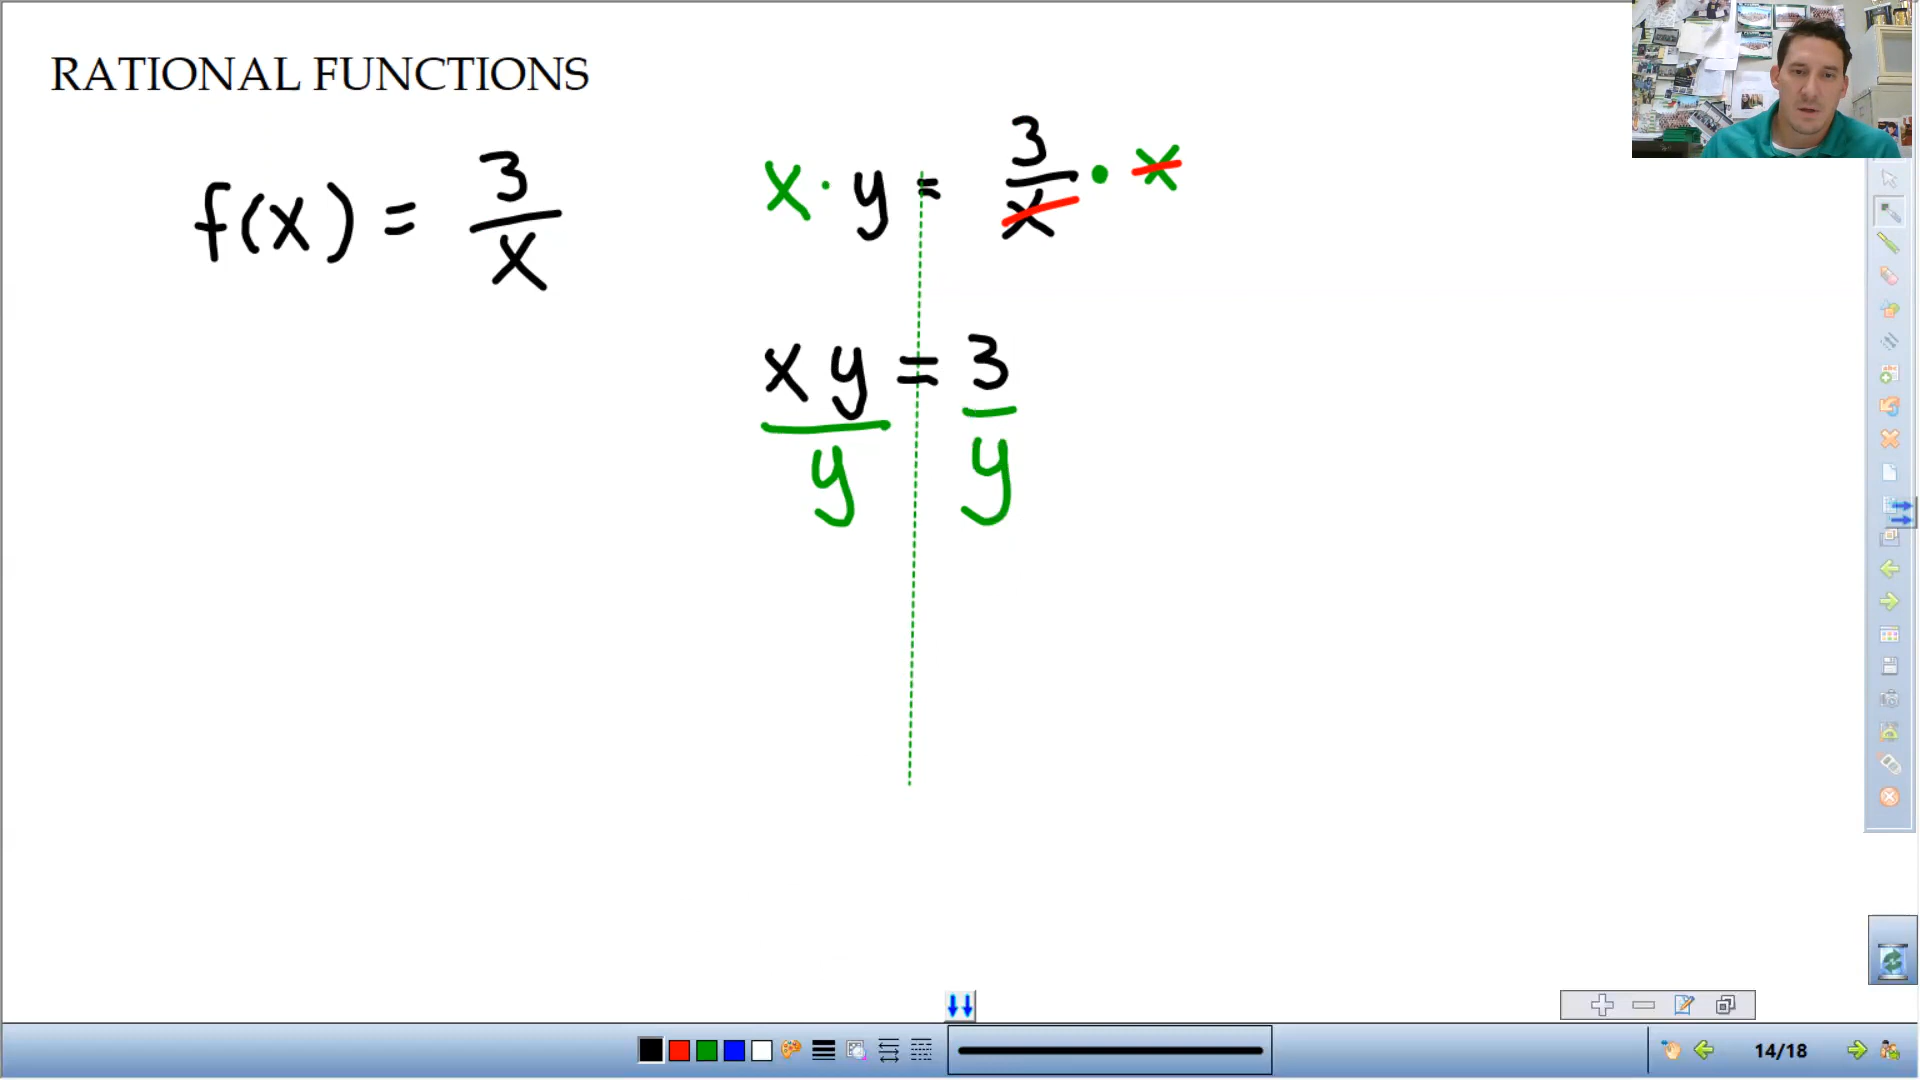 RATIONAL FUNCTIONS
f(x) = 3/x
x · y = 3/x · x
xy = 3
y y
14/18